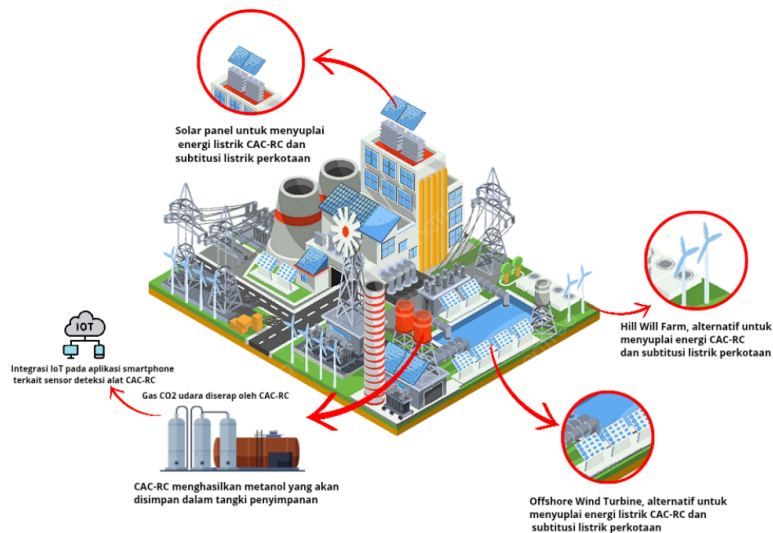 Solar panel untuk menyuplai
energi listrik CAC-RC dan
subtitusi listrik perkotaan
Hill Will Farm, alternatif untuk
menyuplai energi CAC-RC
dan subtitusi listrik perkotaan
IOT
Integrasi IoT pada aplikasi smartphone
terkait sensor deteksi alat CAC-RC
Gas CO2 udara diserap oleh CAC-RC
CAC-RC menghasilkan metanol yang akan
disimpan dalam tangki penyimpanan
Offshore Wind Turbine, alternatif untuk
menyuplai energi listrik CAC-RC dan
subtitusi listrik perkotaan